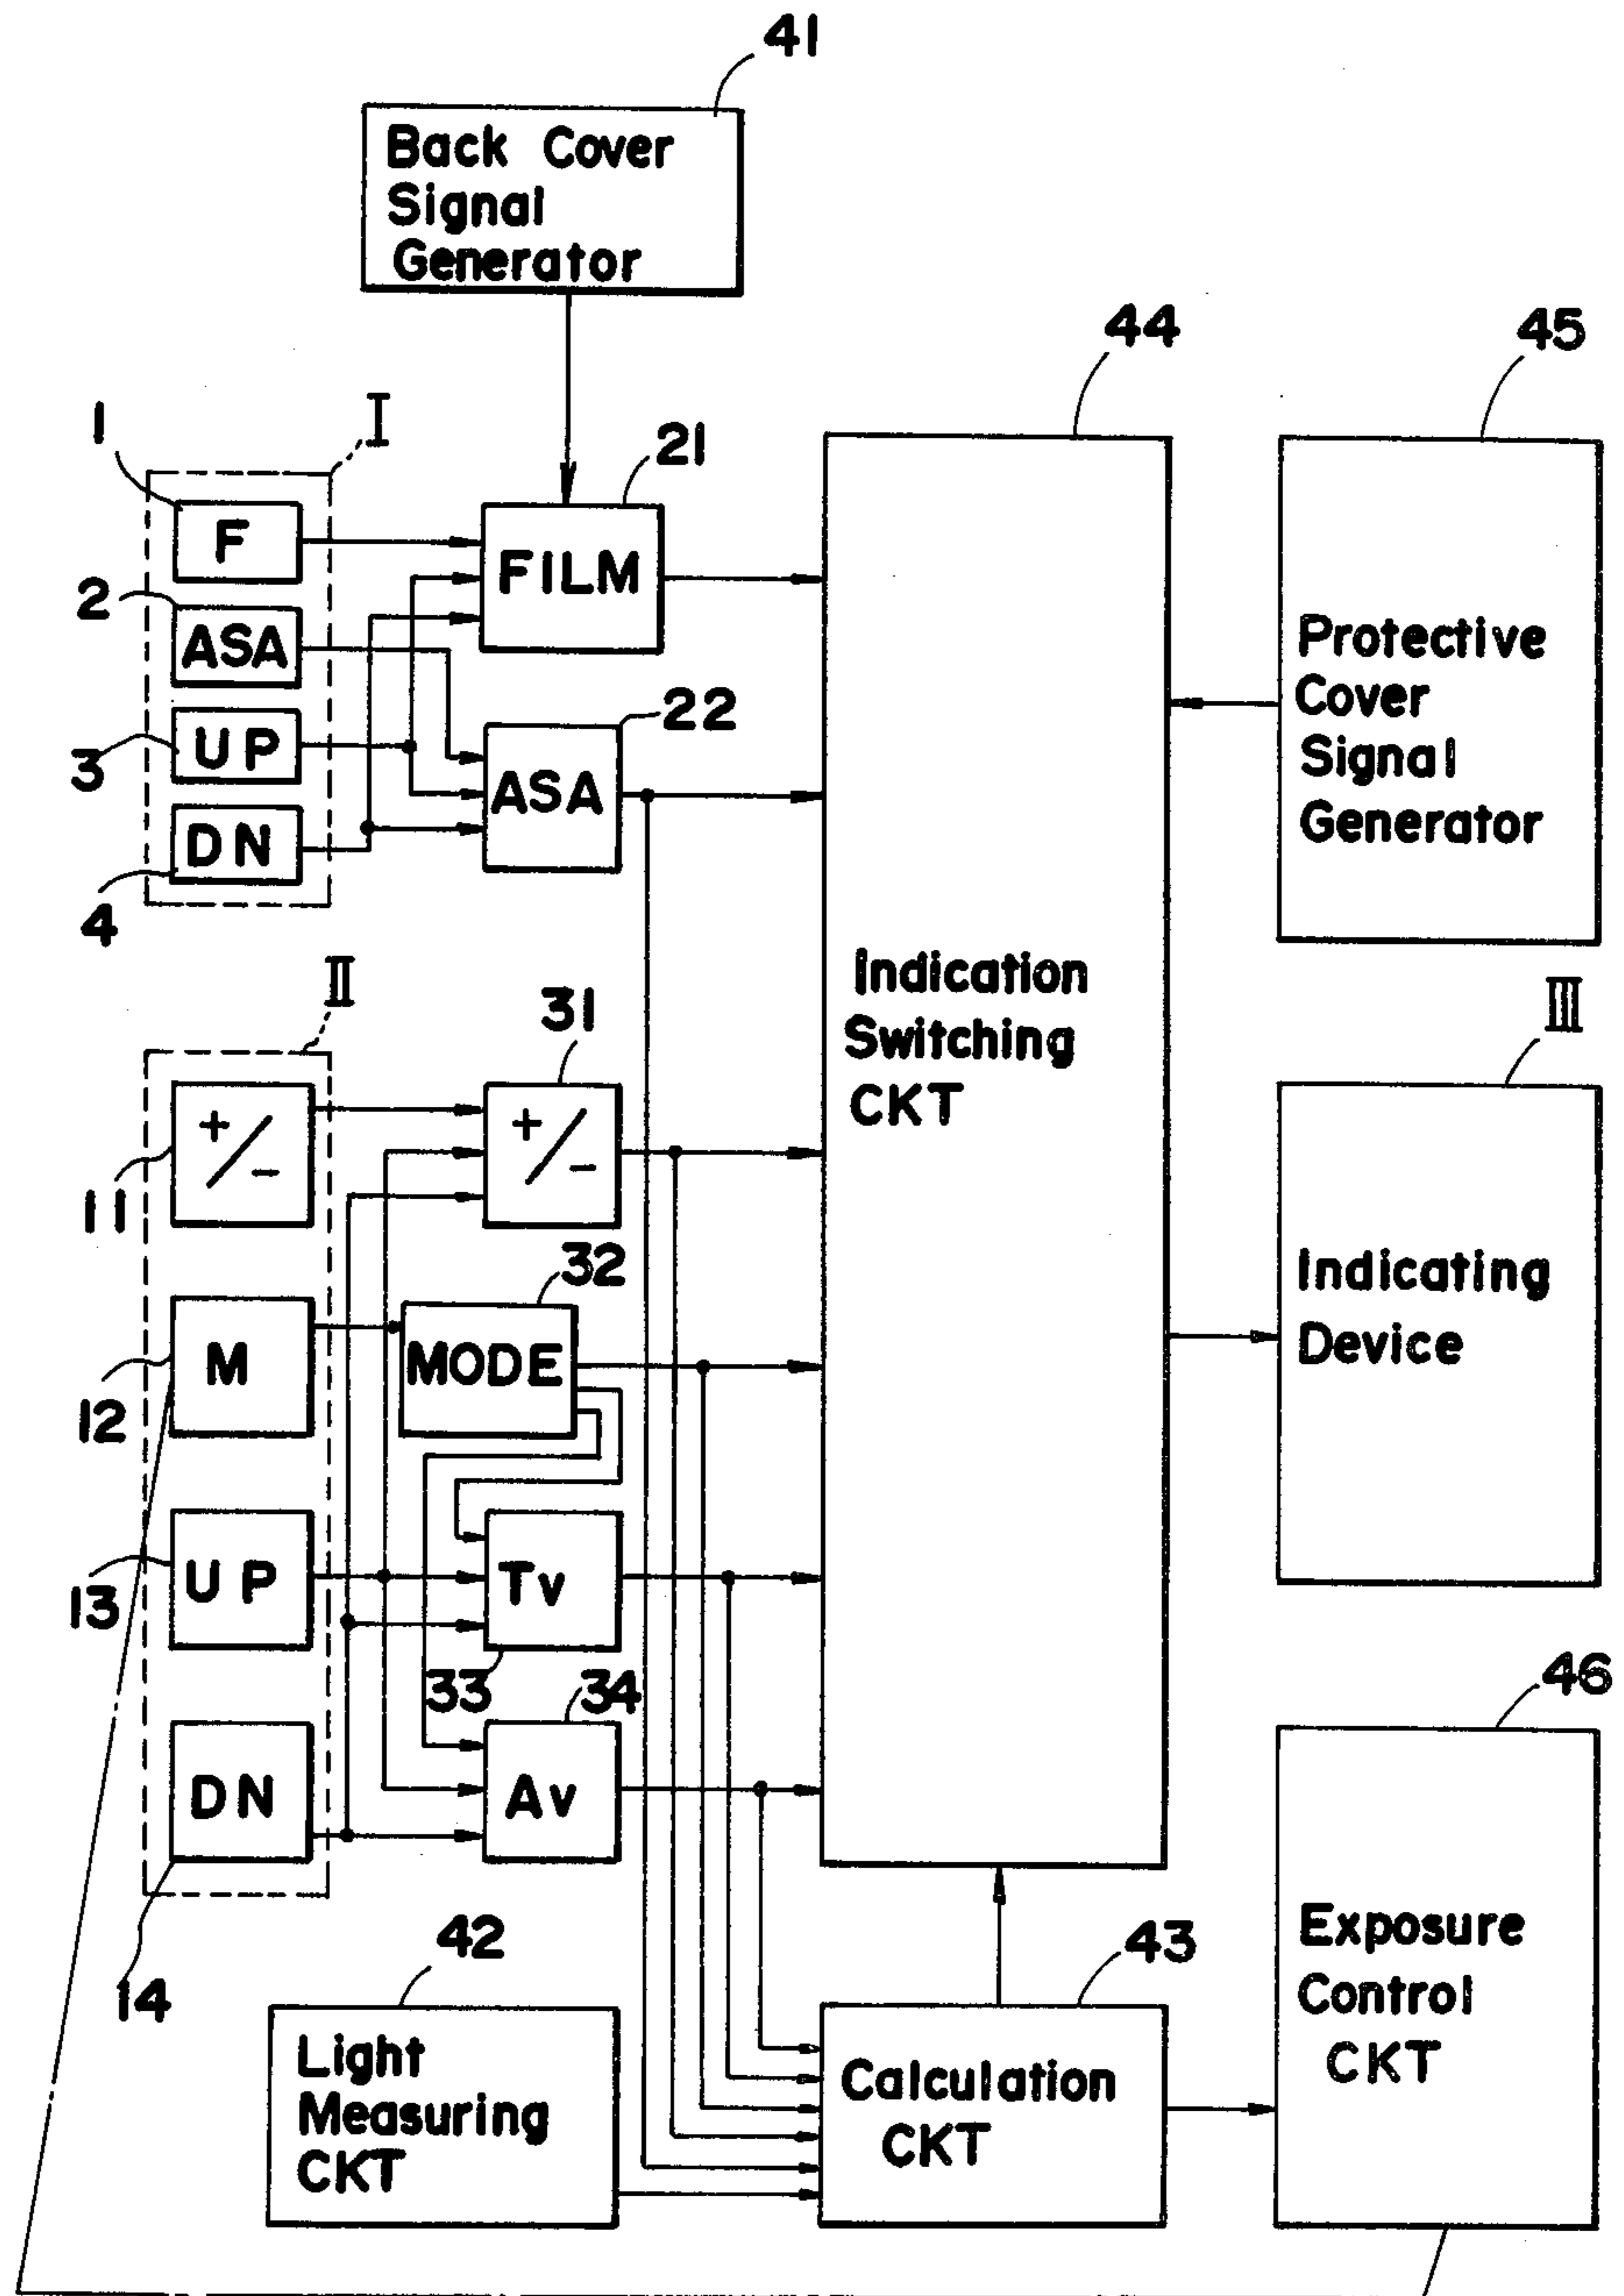 41
Back Cover
Signal
Generator
44
45
I
1
21
F
FILM
2
ASA
22
3
UP
ASA
DN
4
Protective
Cover
Signal
Generator
II
31
Indication
Switching
CKT
III
+/-
+/-
11
32
M
MODE
12
Indicating
Device
UP
Tv
13
33
34
46
DN
Av
14
42
43
Light
Measuring
CKT
Calculation
CKT
Exposure
Control
CKT